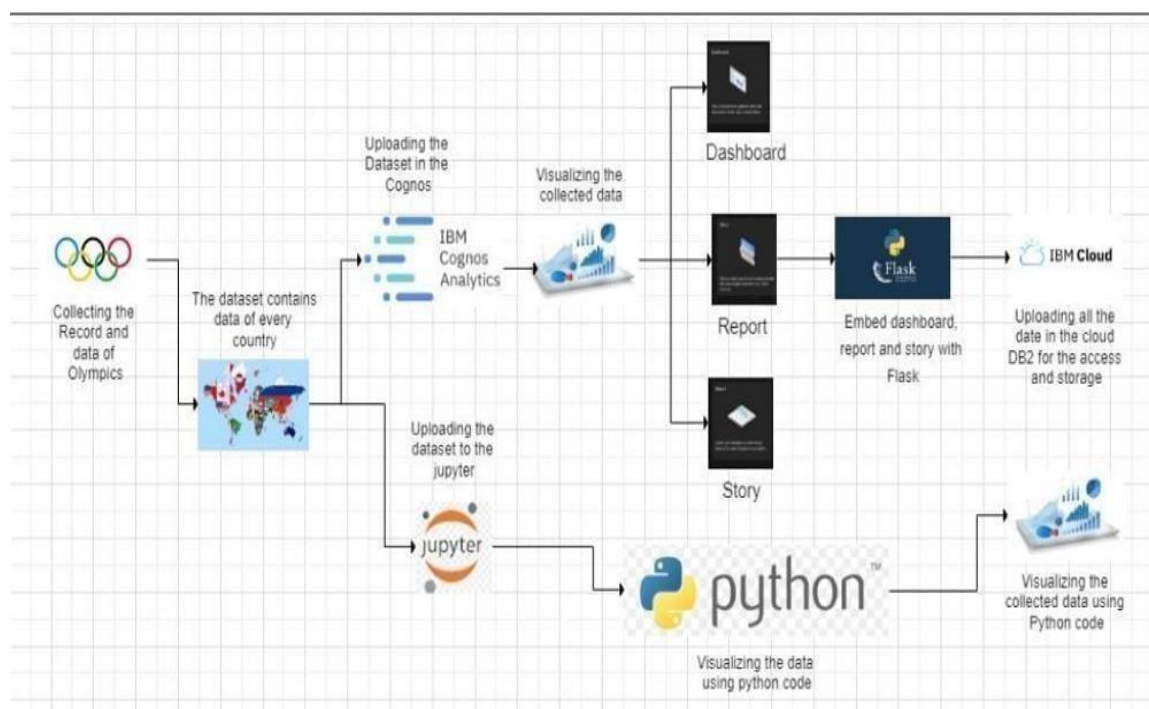 Dashboard
Uploading the
Dataset in the
Cognos
Visualizing the
collected data
IBM
Cognos
Analytics
Flask
IBM Cloud
Collecting the
Record and
data of
Olympics
The dataset contains
data of every
country
Report
Embed dashboard,
report and story with
Flask
Uploading all the
date in the cloud
DB2 for the access
and storage
Uploading the
dataset to the
jupyter
Story
jupyter
python™
Visualizing the
collected data using
Python code
Visualizing the data
using python code